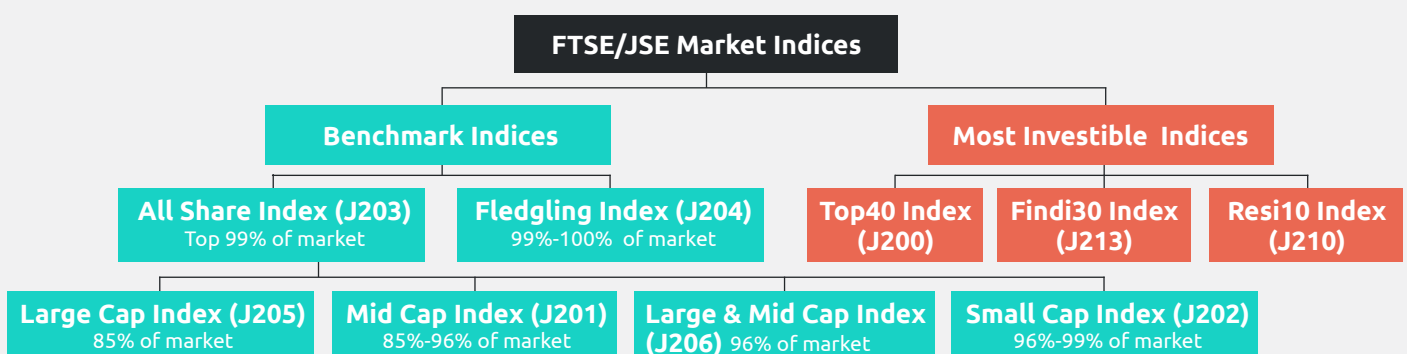 FTSE/JSE Market Indices
Benchmark Indices
Most Investible Indices
All Share Index (J203)
Top 99% of market
Fledgling Index (J204)
99%-100% of market
Top40 Index
(J200)
Findi30 Index
(J213)
Resi10 Index
(J210)
Large Cap Index (J205)
85% of market
Mid Cap Index (J201)
85%-96% of market
Large & Mid Cap Index
(J206) 96% of market
Small Cap Index (J202)
96%-99% of market